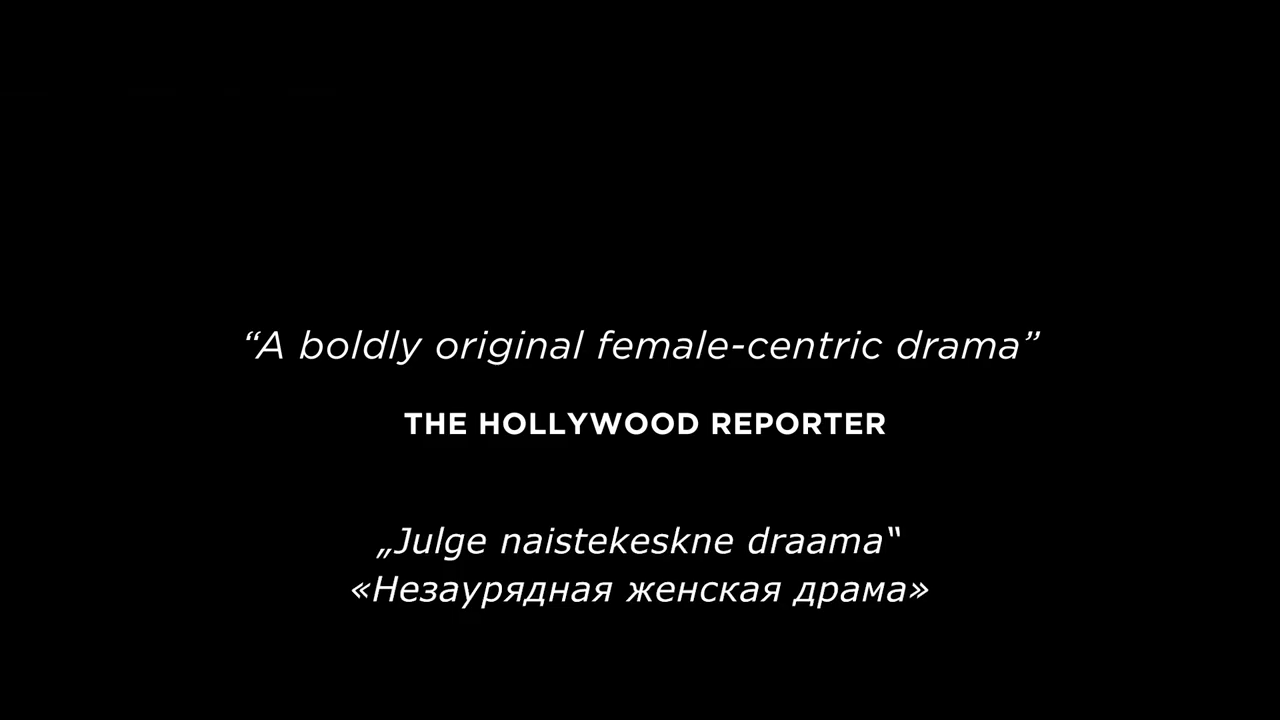 “A boldly original female-centric drama”
THE HOLLYWOOD REPORTER
„Julge naistekeskne draama‟
«Незаурядная женская драма»